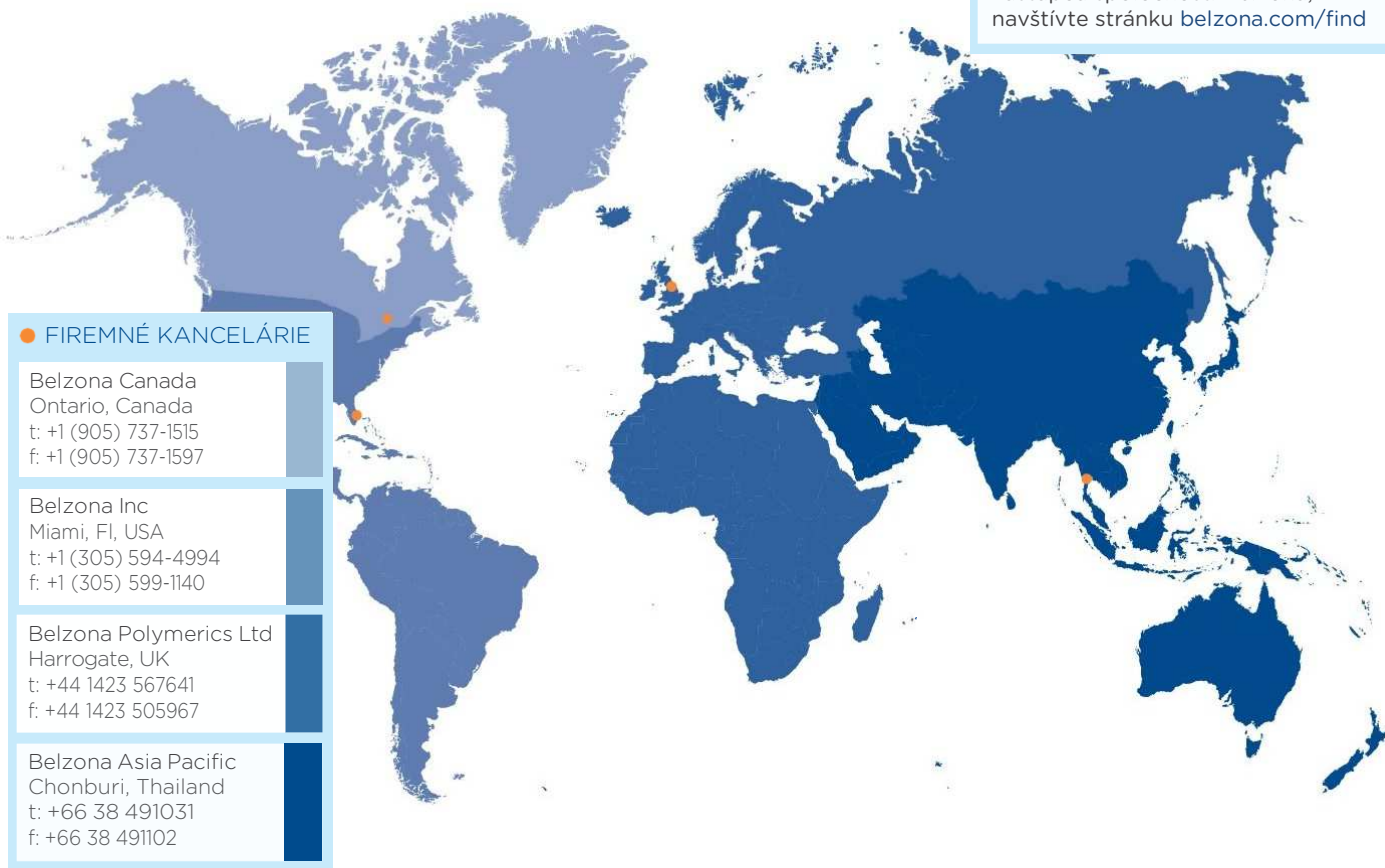 navštívte stránku belzona.com/find
FIREMNÉ KANCELÁRIE
Belzona Canada
Ontario, Canada
t: +1 (905) 737-1515
f: +1 (905) 737-1597
Belzona Inc
Miami, Fl, USA
t: +1 (305) 594-4994
f: +1 (305) 599-1140
Belzona Polymerics Ltd
Harrogate, UK
t: +44 1423 567641
f: +44 1423 505967
Belzona Asia Pacific
Chonburi, Thailand
t: +66 38 491031
f: +66 38 491102